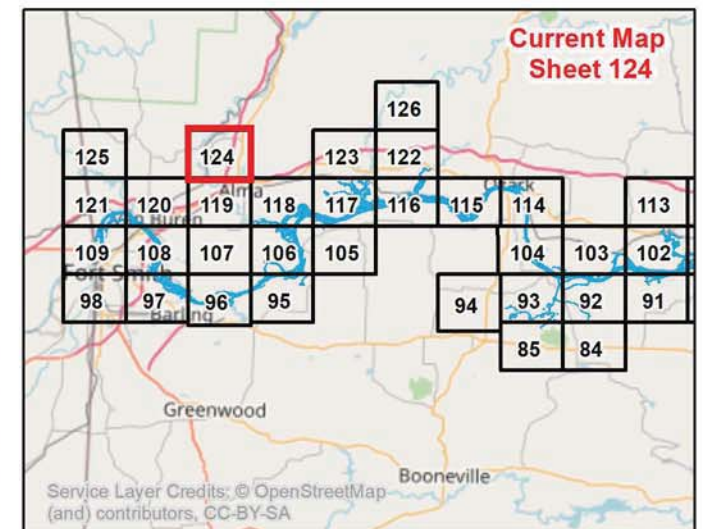 Current Map
Sheet 124
126
125 124 123 122
Alma Ozark
121 120 119 118 117 116 115 114 113
Van Buren
109 108 107 106 105 104 103 102
Fort Smith
98 97 96 95 94 93 92 91
Barling
85 84
Greenwood
Booneville
Service Layer Credits: © OpenStreetMap
(and) contributors, CC-BY-SA